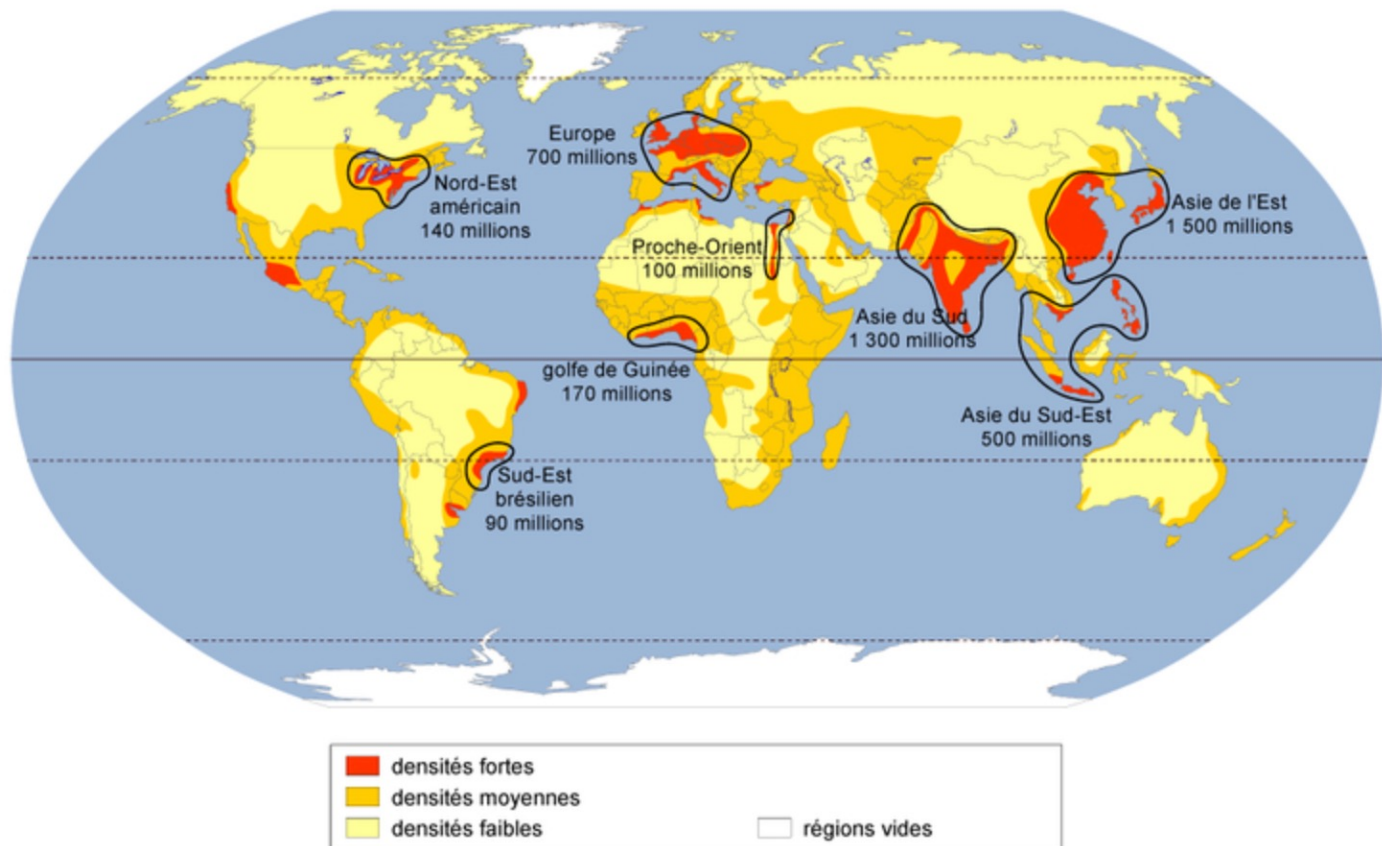 Europe
700 millions
Nord-Est
américain
140 millions
Proche-Orient
100 millions
Asie de l'Est
1 500 millions
Asie du Sud
1 300 millions
golfe de Guinée
170 millions
Asie du Sud-Est
500 millions
Sud-Est
brésilien
90 millions
densités fortes
densités moyennes
densités faibles
régions vides